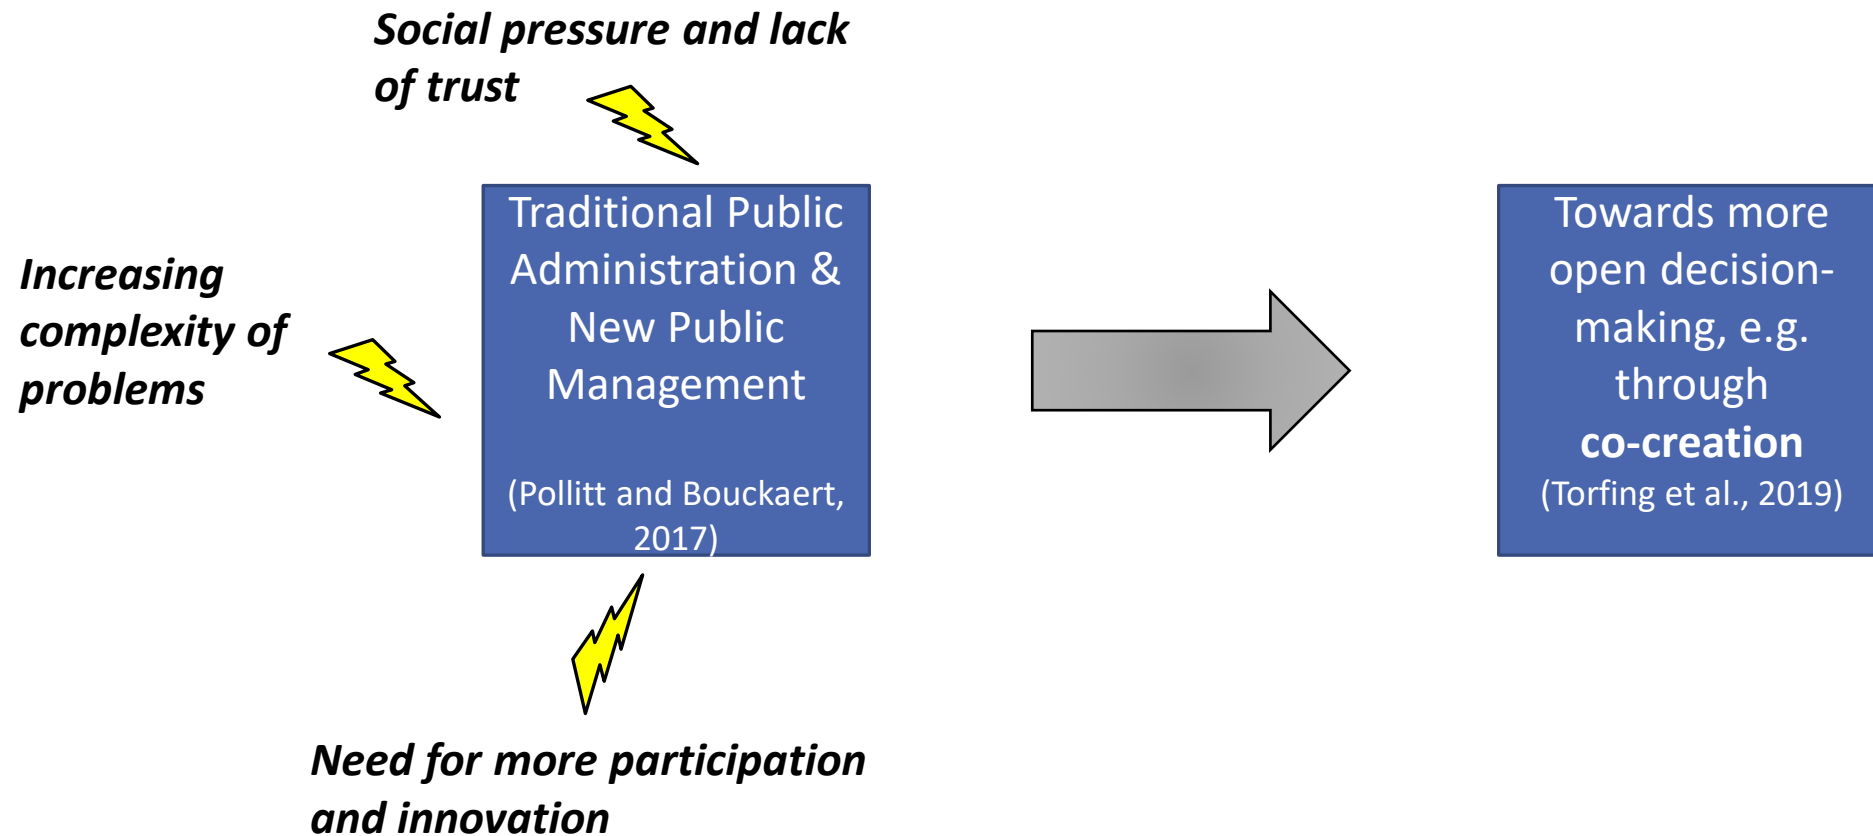 Social pressure and lack
of trust
Increasing
complexity of
problems
Traditional Public
Administration &
New Public
Management
(Pollitt and Bouckaert,
2017)
Need for more participation
and innovation
Towards more
open decision-
making, e.g.
through
co-creation
(Torfing et al., 2019)